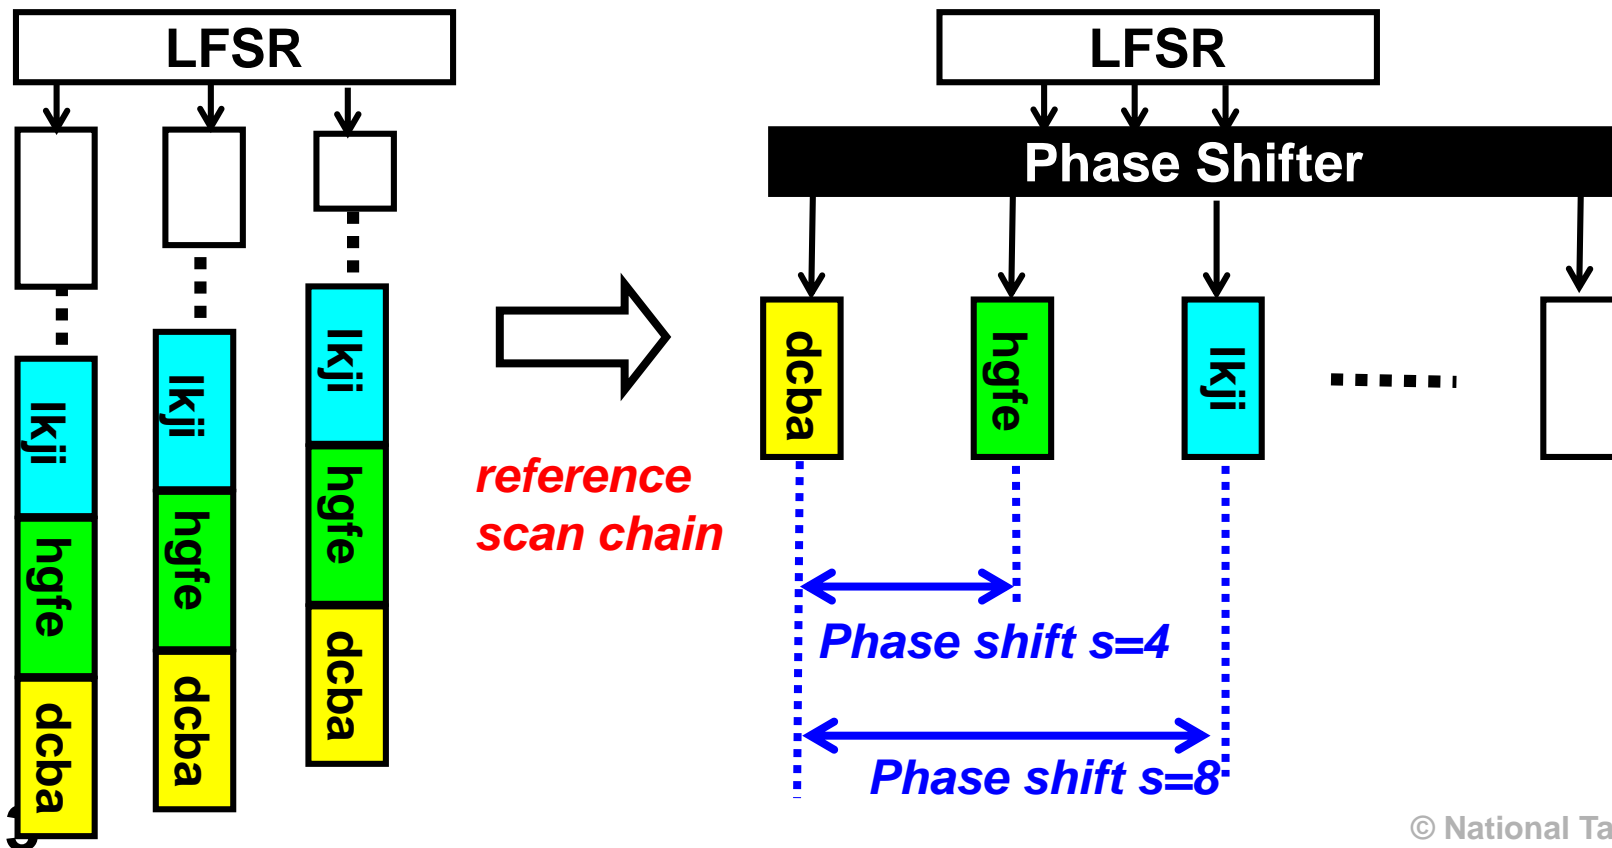 LFSR
lkji
hgfe
dcba
lkji
hgfe
dcba
lkji
hgfe
dcba
reference
scan chain
LFSR
Phase Shifter
dcba
hgfe
lkji
Phase shift s=4
Phase shift s=8
© National Ta